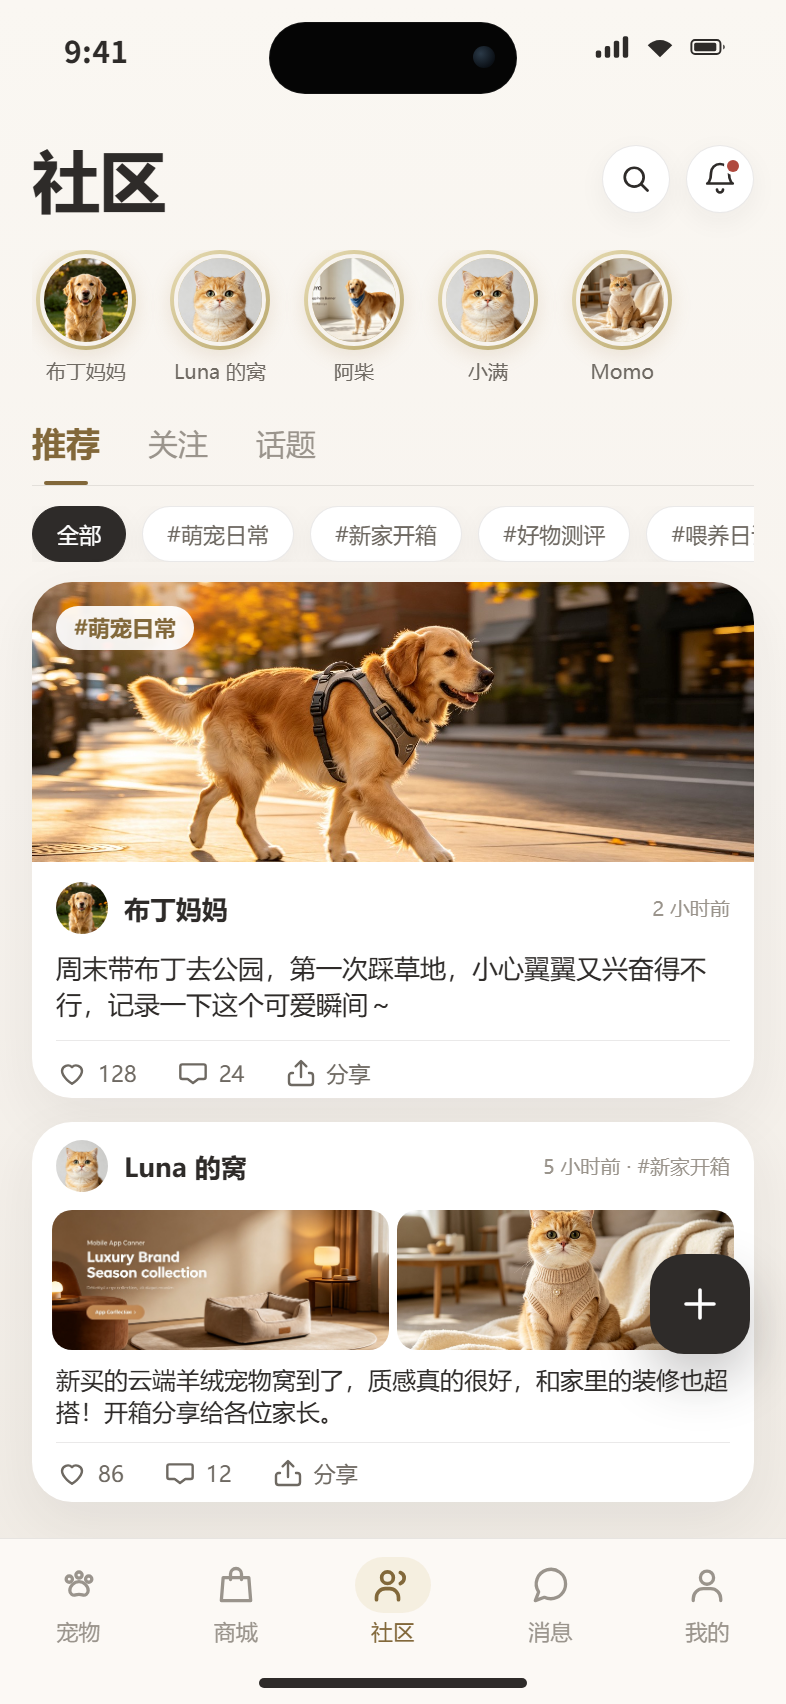 9:41
社区
布丁妈妈
Luna 的窝
阿柴
小满
Momo
推荐
关注
话题
全部
#萌宠日常
#新家开箱
#好物测评
#喂养日
#萌宠日常
布丁妈妈
2 小时前
周末带布丁去公园，第一次踩草地，小心翼翼又兴奋得不
行，记录一下这个可爱瞬间～
128
24
分享
Luna 的窝
5 小时前 · #新家开箱
Mobile App Canner
Luxury Brand
Season collection
新买的云端羊绒宠物窝到了，质感真的很好，和家里的装修也超
搭！开箱分享给各位家长。
86
12
分享
宠物
商城
社区
消息
我的